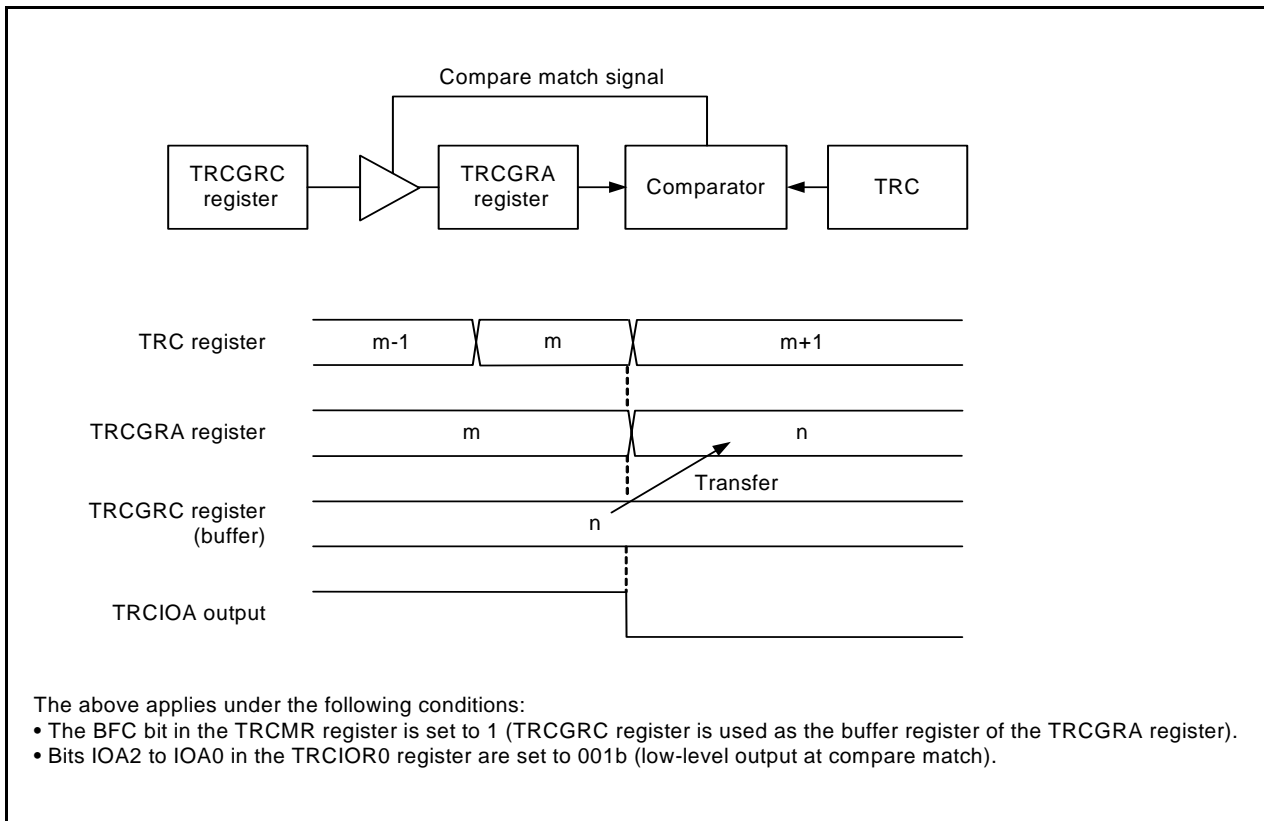 Compare match signal
TRCGRC
register
TRCGRA
register
Comparator
TRC
TRC register
m-1
m
m+1
TRCGRA register
m
n
Transfer
TRCGRC register
(buffer)
n
TRCIOA output
The above applies under the following conditions:
• The BFC bit in the TRCMR register is set to 1 (TRCGRC register is used as the buffer register of the TRCGRA register).
• Bits IOA2 to IOA0 in the TRCIOR0 register are set to 001b (low-level output at compare match).